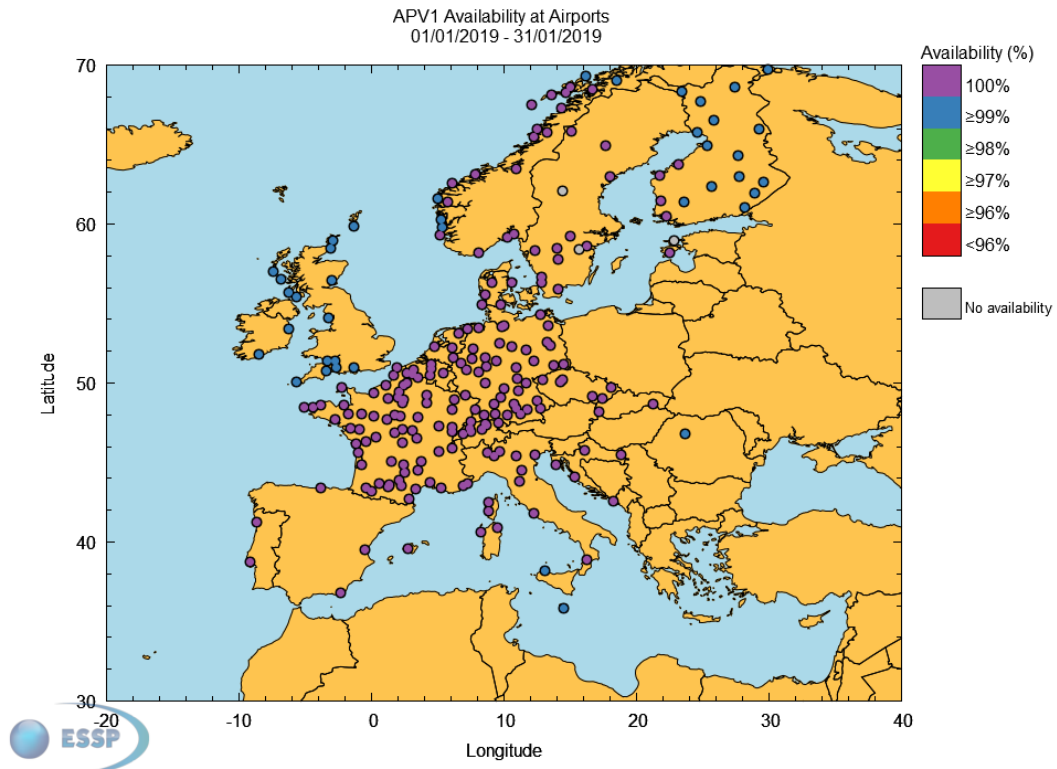 APV1 Availability at Airports
01/01/2019 - 31/01/2019
Availability (%)
100%
≥99%
≥98%
≥97%
≥96%
<96%
No availability
70
60
50
40
30
Latitude
-20
-10
0
10
20
30
40
Longitude
ESSP